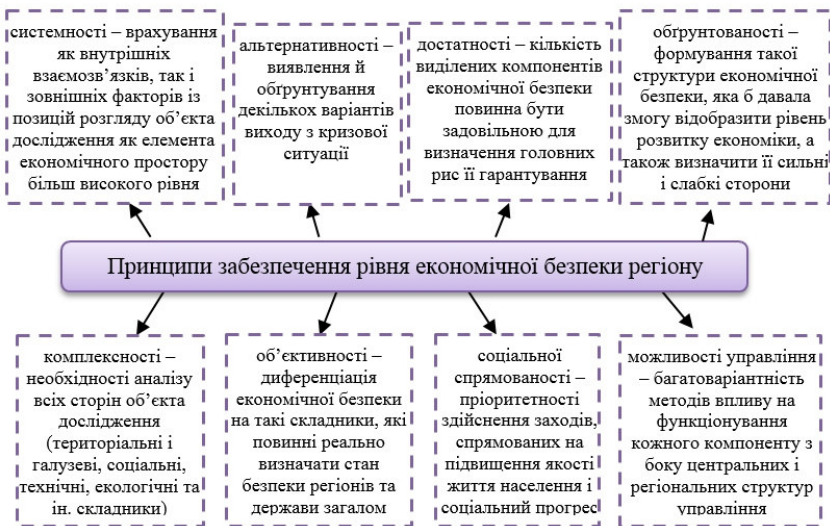 системності – врахування
як внутрішніх
взаємозв’язків, так і
зовнішніх факторів із
позицій розгляду об’єкта
дослідження як елемента
економічного простору
більш високого рівня
альтернативності –
виявлення й
обґрунтування
декількох варіантів
виходу з кризової
ситуації
достатності – кількість
виділених компонентів
економічної безпеки
повинна бути
задовільною для
визначення головних
рис її гарантування
обґрунтованості –
формування такої
структури економічної
безпеки, яка б давала
змогу відобразити рівень
розвитку економіки, а
також визначити її сильні
і слабкі сторони
Принципи забезпечення рівня економічної безпеки регіону
комплексності –
необхідності аналізу
всіх сторін об’єкта
дослідження
(територіальні і
галузеві, соціальні,
технічні, екологічні та
ін. складники)
об’єктивності –
диференціація
економічної безпеки
на такі складники, які
повинні реально
визначати стан
безпеки регіонів та
держави загалом
соціальної
спрямованості –
пріоритетності
здійснення заходів,
спрямованих на
підвищення якості
життя населення і
соціальний прогрес
можливості управління
– багатоваріантність
методів впливу на
функціонування
кожного компоненту з
боку центральних і
регіональних структур
управління